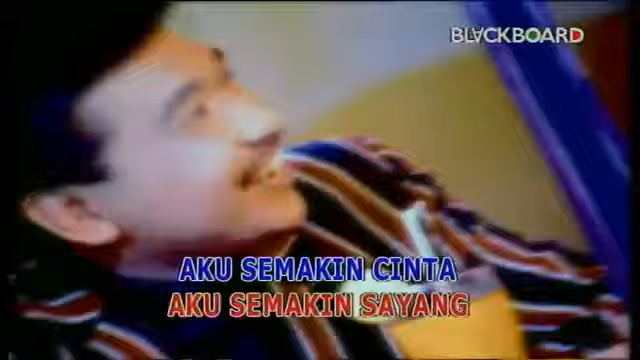 BLACKBOARD
AKU SEMAKIN CINTA
AKU SEMAKIN SAYANG